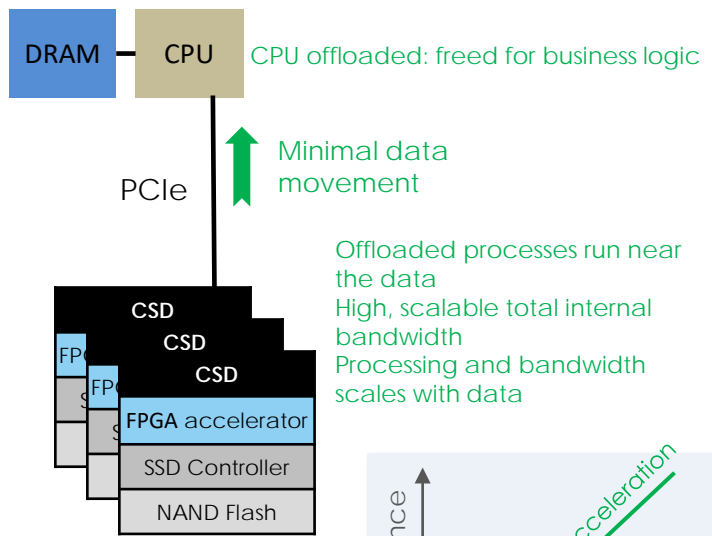 DRAM
CPU
CPU offloaded: freed for business logic
Minimal data
movement
PCIe
Offloaded processes run near
the data
High, scalable total internal
bandwidth
Processing and bandwidth
scales with data
CSD
CSD
CSD
FPGA accelerator
SSD Controller
NAND Flash